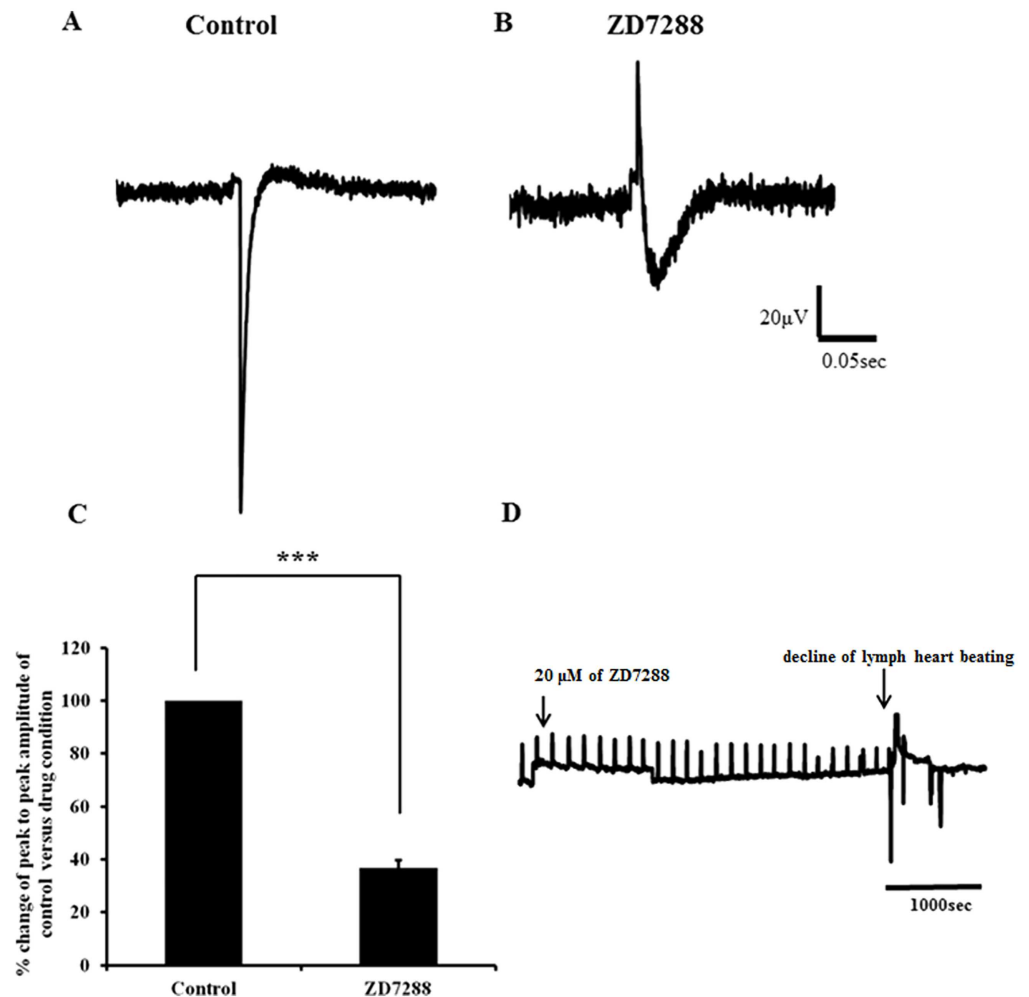 A
Control
B
ZD7288
20µV
0.05sec
C
***
% change of peak to peak amplitude of
control versus drug condition
120
100
80
60
40
20
0
Control
ZD7288
D
20 µM of ZD7288
decline of lymph heart beating
1000sec